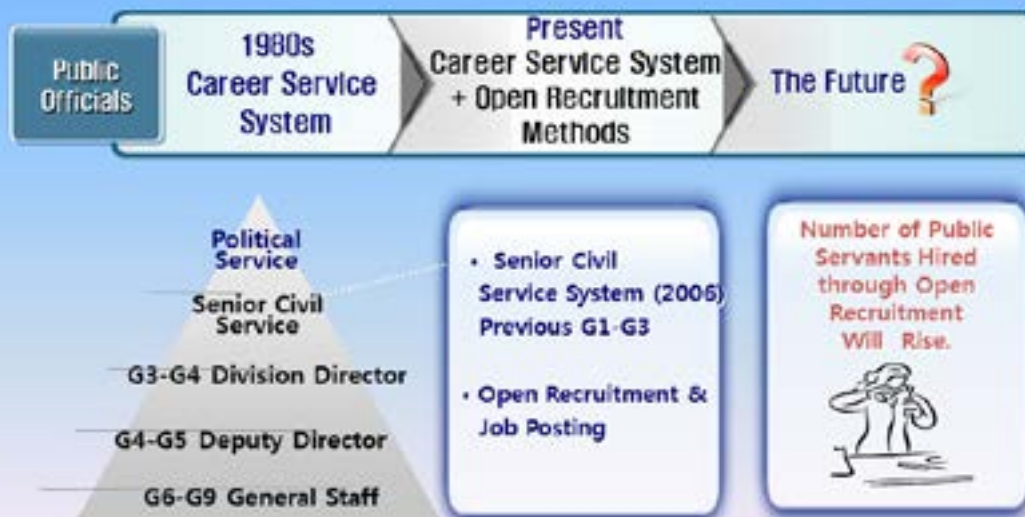 Public
Officials
1980s
Career Service
System
Present
Career Service System
+ Open Recruitment
Methods
The Future ?
Political
Service
Senior Civil
Service
G3-G4 Division Director
G4-G5 Deputy Director
G6-G9 General Staff
• Senior Civil
Service System (2006)
Previous G1-G3
• Open Recruitment &
Job Posting
Number of Public
Servants Hired
through Open
Recruitment
Will Rise.